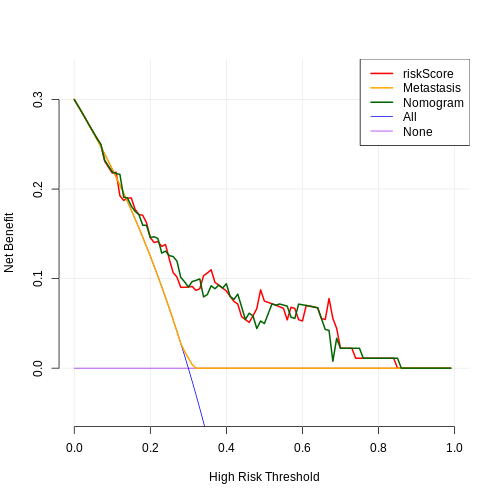 riskScore
Metastasis
Nomogram
All
None
0.3
0.2
0.1
0.0
Net Benefit
0.0 0.2 0.4 0.6 0.8 1.0
High Risk Threshold